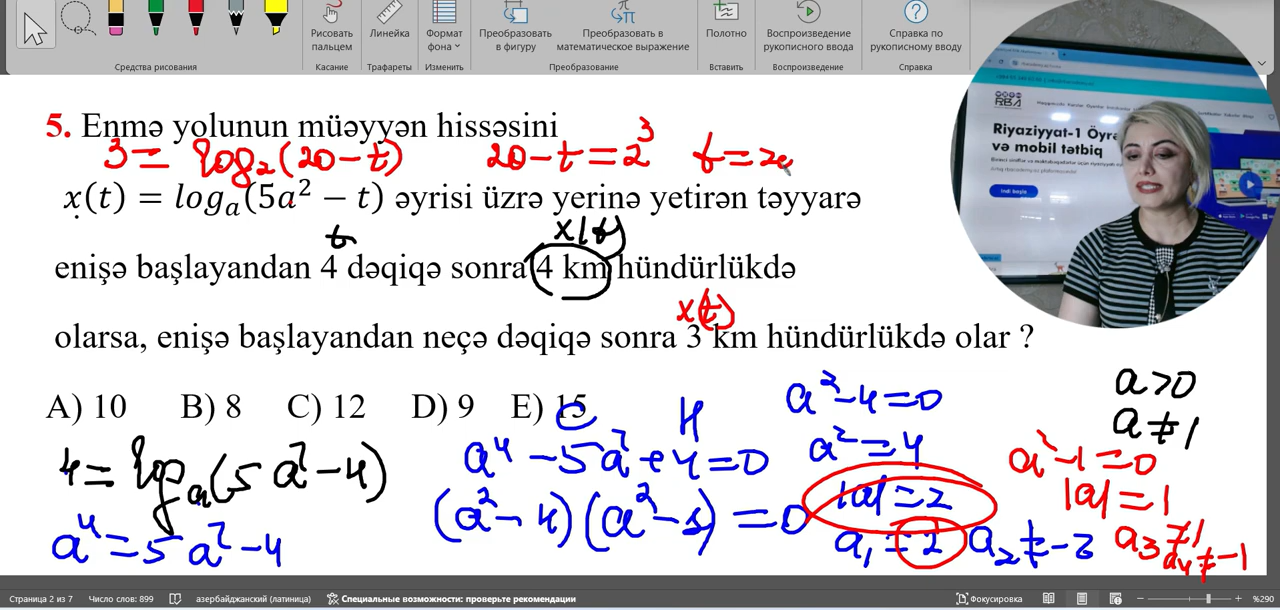 Рисовать пальцем
Линейка
Формат фона
Преобразовать в фигуру
Преобразовать в математическое выражение
Полотно
Воспроизведение рукописного ввода
Справка по рукописному вводу
Средства рисования
Касание
Трафареты
Изменить
Преобразование
Вставить
Воспроизведение
Справка
RBA
Riyaziyyat-1 Öyrə
və mobil tətbiq
Indi başla
5. Enmə yolunun müəyyən hissəsini
3 = log₂(20 - t) 20 - t = 2³
x(t) = logₐ(5a² − t) əyrisi üzrə yerinə yetirən təyyarə
t x(t)
enişə başlayandan 4 dəqiqə sonra 4 km hündürlükdə
x(t)
olarsa, enişə başlayandan neçə dəqiqə sonra 3 km hündürlükdə olar ?
A) 10 B) 8 C) 12 D) 9 E) 15
4 = logₐ(5a² - 4)
a⁴ = 5a² - 4
a⁴ - 5a² + 4 = 0
(a² - 4)(a² - 1) = 0
a² - 4 = 0
a² = 4
|a| = 2
a₁ = 2 a₂ ≠ -2
a > 0
a ≠ 1
a² - 1 = 0
|a| = 1
a₃ ≠ 1
a₄ ≠ -1
Страница 2 из 7 Число слов: 899 азербайджанский (латиница) Специальные возможности: проверьте рекомендации Фокусировка %290